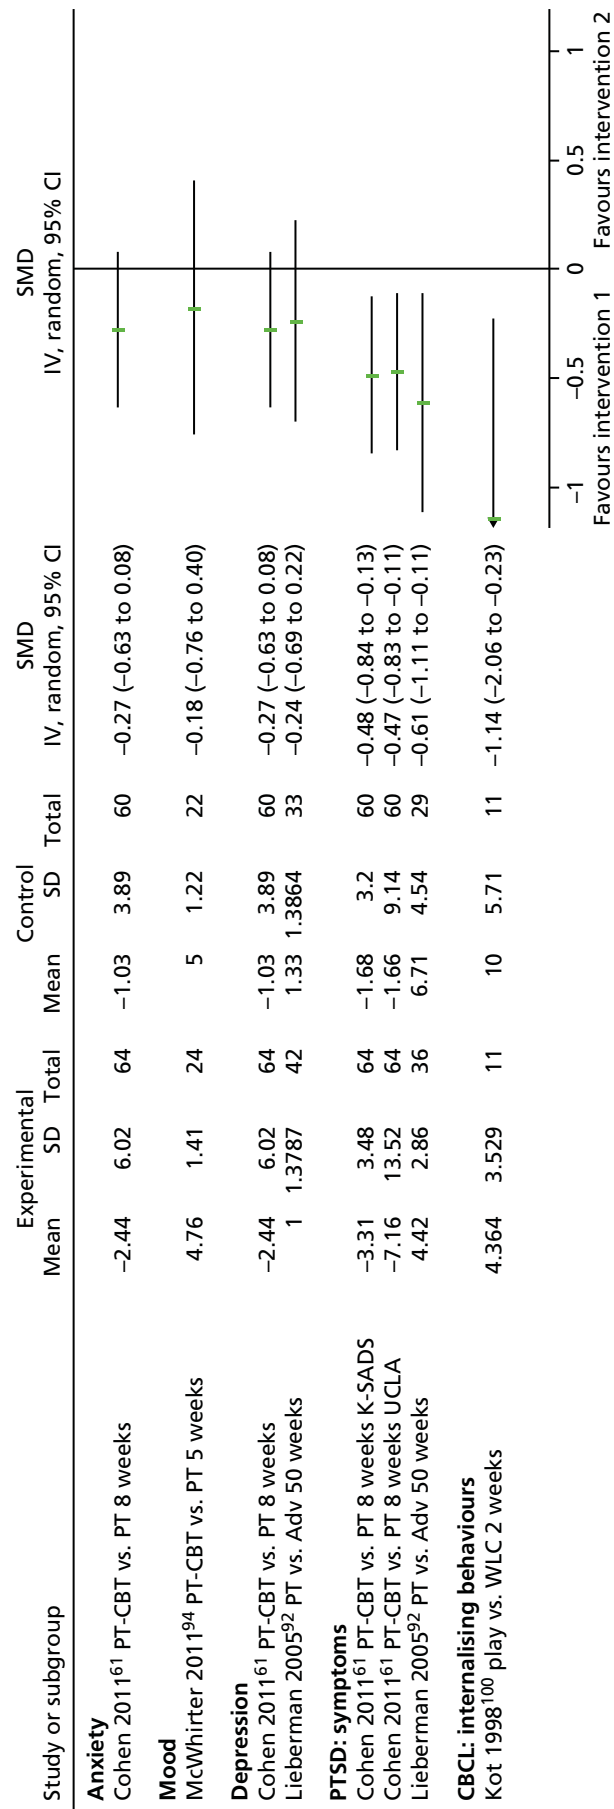 Experimental Control SMD SMD
Study or subgroup Mean SD Total Mean SD Total IV, random, 95% CI IV, random, 95% CI
Anxiety
Cohen 2011⁶¹ PT-CBT vs. PT 8 weeks −2.44 6.02 64 −1.03 3.89 60 −0.27 (−0.63 to 0.08)
Mood
McWhirter 2011⁹⁴ PT-CBT vs. PT 5 weeks 4.76 1.41 24 5 1.22 22 −0.18 (−0.76 to 0.40)
Depression
Cohen 2011⁶¹ PT-CBT vs. PT 8 weeks −2.44 6.02 64 −1.03 3.89 60 −0.27 (−0.63 to 0.08)
Lieberman 2005⁹² PT vs. Adv 50 weeks 1 1.3787 42 1.33 1.3864 33 −0.24 (−0.69 to 0.22)
PTSD: symptoms
Cohen 2011⁶¹ PT-CBT vs. PT 8 weeks K-SADS −3.31 3.48 64 −1.68 3.2 60 −0.48 (−0.84 to −0.13)
Cohen 2011⁶¹ PT-CBT vs. PT 8 weeks UCLA −7.16 13.52 64 −1.66 9.14 60 −0.47 (−0.83 to −0.11)
Lieberman 2005⁹² PT vs. Adv 50 weeks 4.42 2.86 36 6.71 4.54 29 −0.61 (−1.11 to −0.11)
CBCL: internalising behaviours
Kot 1998¹⁰⁰ play vs. WLC 2 weeks 4.364 3.529 11 10 5.71 11 −1.14 (−2.06 to −0.23)
−1 −0.5 0 0.5 1
Favours intervention 1 Favours intervention 2